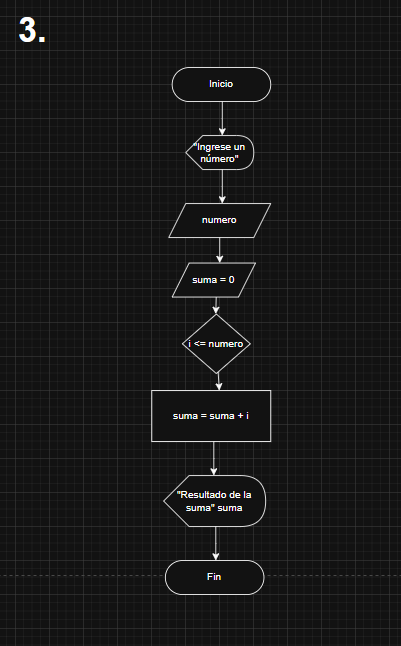 3.
Inicio
"Ingrese un
número"
numero
suma = 0
i <= numero
suma = suma + i
"Resultado de la
suma" suma
Fin